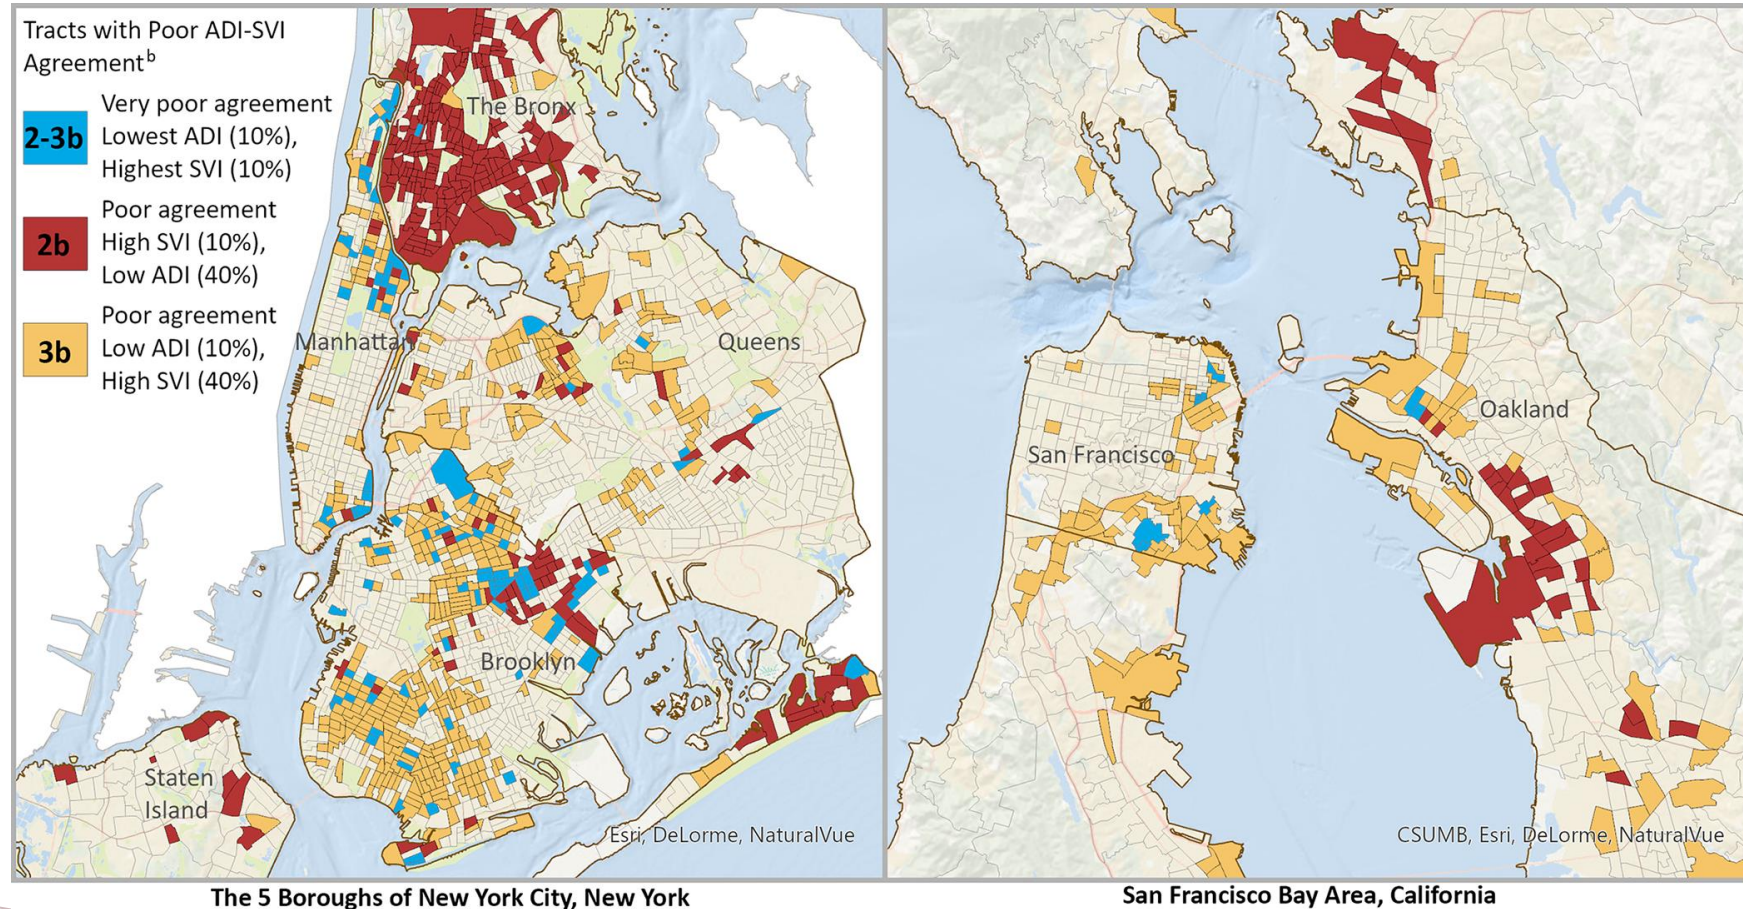 Tracts with Poor ADI-SVI
Agreement^b
2-3b
Very poor agreement
Lowest ADI (10%),
Highest SVI (10%)
2b
Poor agreement
High SVI (10%),
Low ADI (40%)
3b
Poor agreement
Low ADI (10%),
High SVI (40%)
The Bronx
Manhattan
Queens
Brooklyn
Staten
Island
Esri, DeLorme, NaturalVue
The 5 Boroughs of New York City, New York
San Francisco
Oakland
CSUMB, Esri, DeLorme, NaturalVue
San Francisco Bay Area, California